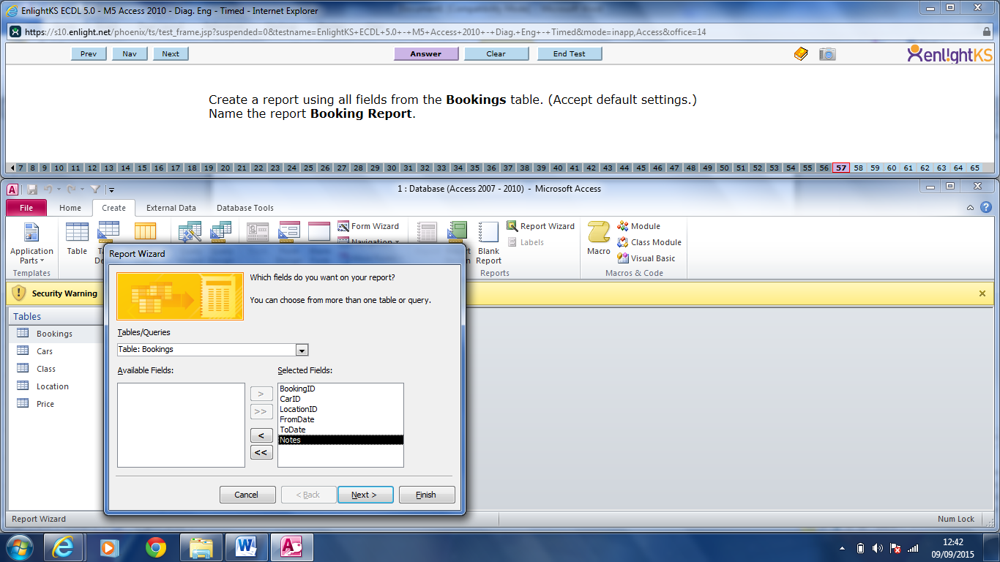 EnlightKS ECDL 5.0 - M5 Access 2010 - Diag. Eng - Timed - Internet Explorer
https://s10.enlight.net/phoenix/ts/test_frame.jsp?suspended=0&testname=EnlightKS+ECDL+5.0+-+M5+Access+2010+-+Diag.+Eng+-+Timed&mode=inapp,Access&office=14
Prev Nav Next Answer Clear End Test enlightKS
Create a report using all fields from the Bookings table. (Accept default settings.)
Name the report Booking Report.
7 8 9 10 11 12 13 14 15 16 17 18 19 20 21 22 23 24 25 26 27 28 29 30 31 32 33 34 35 36 37 38 39 40 41 42 43 44 45 46 47 48 49 50 51 52 53 54 55 56 57 58 59 60 61 62 63 64 65
1 : Database (Access 2007 - 2010) - Microsoft Access
File Home Create External Data Database Tools
Form Wizard Report Wizard Module
Navigation Labels Class Module
Application Parts Table Blank Report Macro Visual Basic
Templates Reports Macros & Code
Report Wizard
Security Warning
Which fields do you want on your report?
You can choose from more than one table or query.
Tables
Bookings
Cars
Class
Location
Price
Tables/Queries
Table: Bookings
Available Fields: Selected Fields:
BookingID
CarID
LocationID
FromDate
ToDate
Notes
>
>>
<
<<
Cancel < Back Next > Finish
Report Wizard Num Lock
12:42
09/09/2015